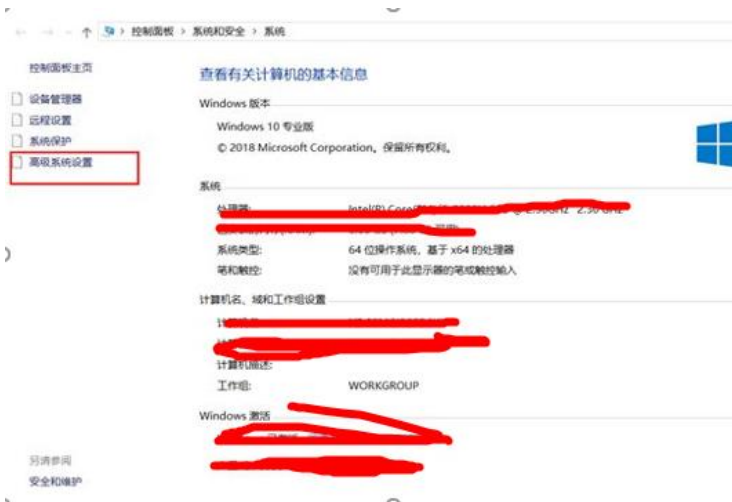 控制面板 › 系统和安全 › 系统
控制面板主页
设备管理器
远程设置
系统保护
高级系统设置
查看有关计算机的基本信息
Windows 版本
Windows 10 专业版
© 2018 Microsoft Corporation。保留所有权利。
系统
处理器: Intel(R) Core
系统类型: 64 位操作系统，基于 x64 的处理器
笔和触控: 没有可用于此显示器的笔或触控输入
计算机名、域和工作组设置
计算机描述:
工作组: WORKGROUP
Windows 激活
另请参阅
安全和维护